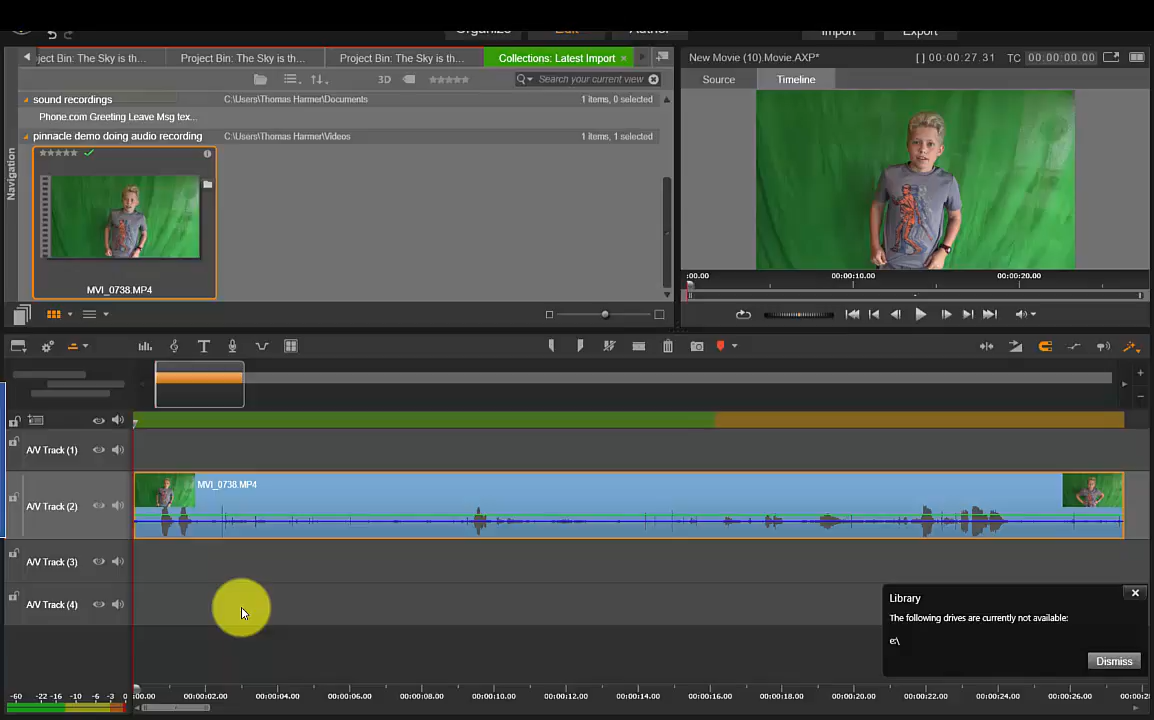 Organize Edit Author Import Export
ject Bin: The Sky is th... Project Bin: The Sky is th... Project Bin: The Sky is th... Collections: Latest Import × New Movie (10).Movie.AXP* [ ] 00:00:27.31 TC 00:00:00.00
3D Search your current view Source Timeline
sound recordings C:\Users\Thomas Harmer\Documents 1 items, 0 selected
Phone.com Greeting Leave Msg tex...
pinnacle demo doing audio recording C:\Users\Thomas Harmer\Videos 1 items, 1 selected
Navigation
MVI_0738.MP4
:00.00 00:00:10.00 00:00:20.00
A/V Track (1)
MVI_0738.MP4
A/V Track (2)
A/V Track (3)
A/V Track (4)
Library
The following drives are currently not available:
e:\
Dismiss
-60 -22 -16 -10 -6 -3 0 :00.00 00:00:02.00 00:00:04.00 00:00:06.00 00:00:08.00 00:00:10.00 00:00:12.00 00:00:14.00 00:00:16.00 00:00:18.00 00:00:20.00 00:00:22.00 00:00:24.00 00:00:26.00 00:00:28